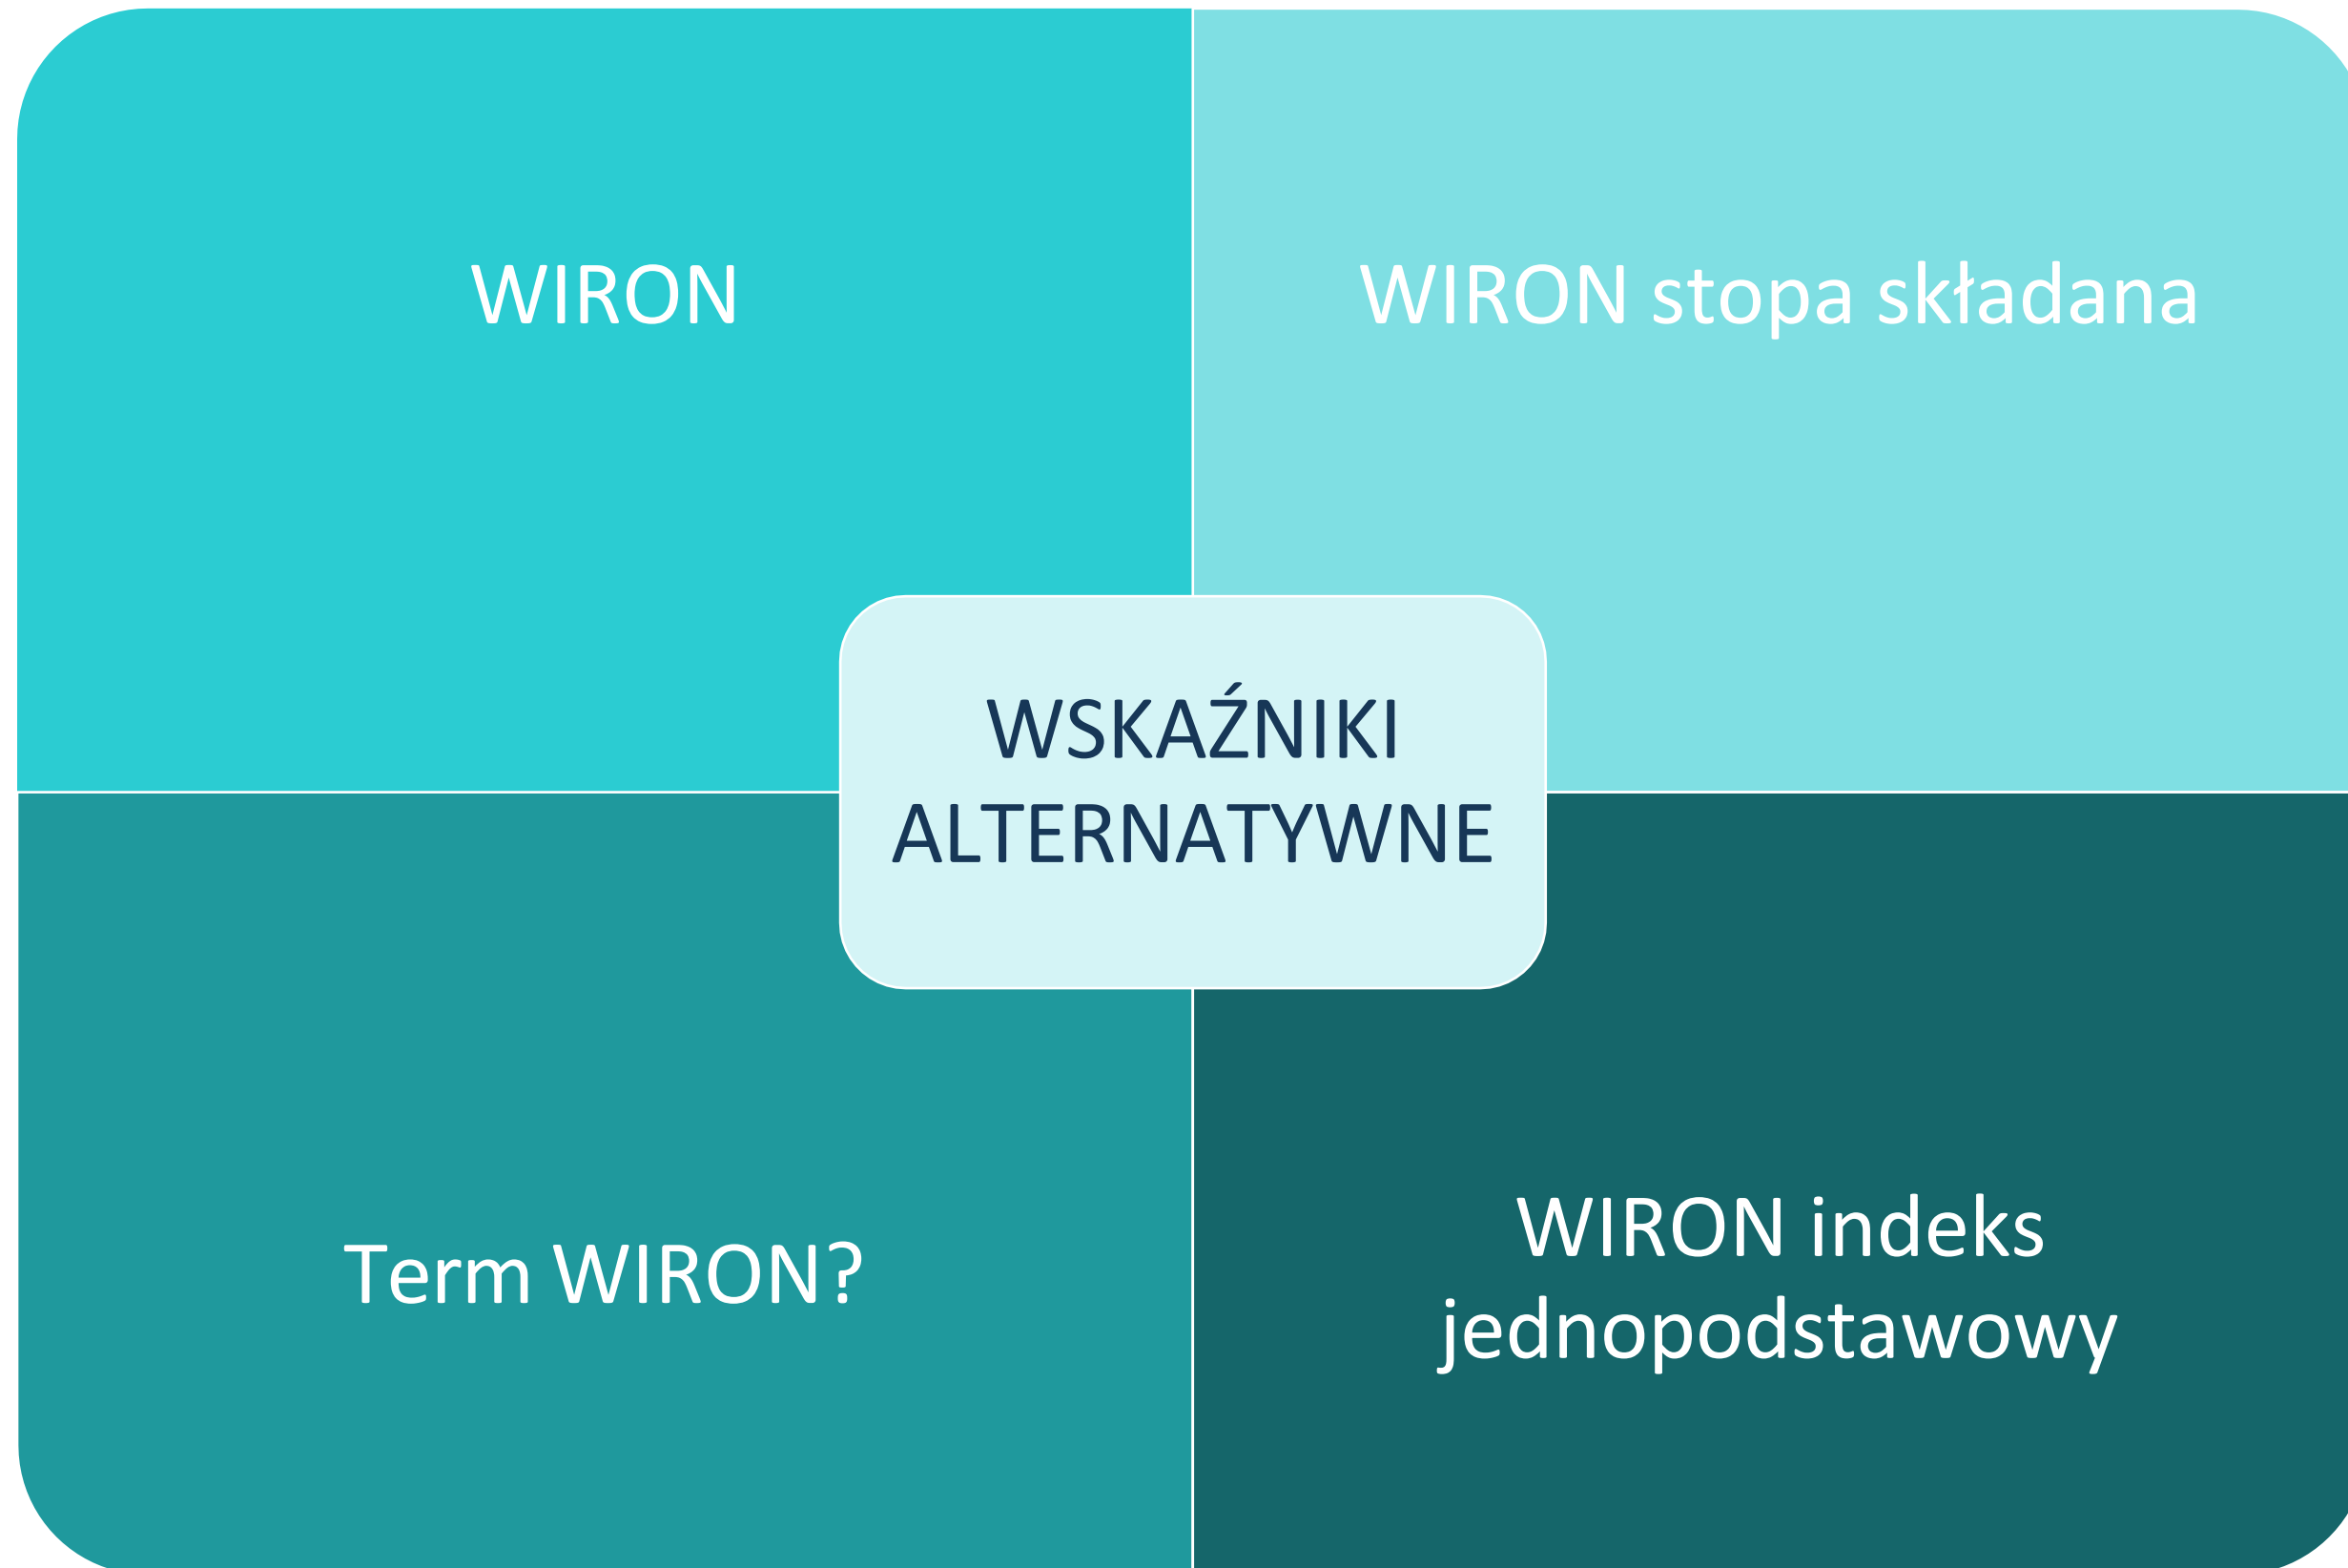 WIRON
WIRON stopa składana
WSKAŹNIKI
ALTERNATYWNE
Term WIRON ?
WIRON indeks
jednopodstawowy